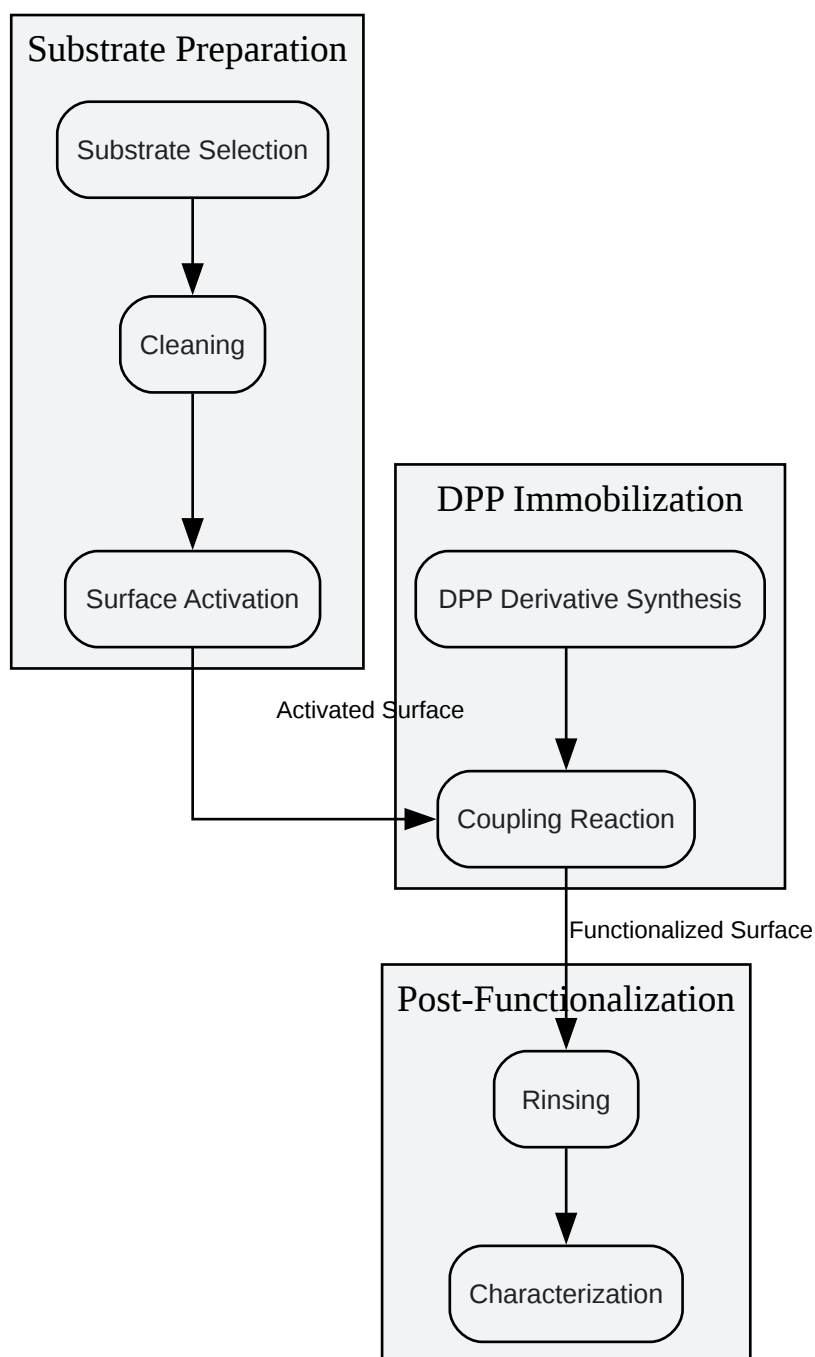 Substrate Preparation
Substrate Selection
Cleaning
Surface Activation
Activated Surface
DPP Immobilization
DPP Derivative Synthesis
Coupling Reaction
Functionalized Surface
Post-Functionalization
Rinsing
Characterization